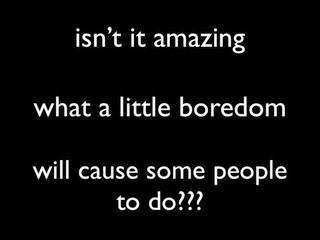 isn’t it amazing
what a little boredom
will cause some people
to do???